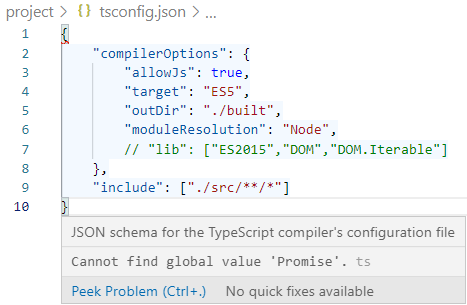 project > {} tsconfig.json > ...
1 {
2 "compilerOptions": {
3 "allowJs": true,
4 "target": "ES5",
5 "outDir": "./built",
6 "moduleResolution": "Node",
7 // "lib": ["ES2015","DOM","DOM.Iterable"]
8 },
9 "include": ["./src/**/*"]
10 }
JSON schema for the TypeScript compiler's configuration file
Cannot find global value 'Promise'. ts
Peek Problem (Ctrl+.) No quick fixes available